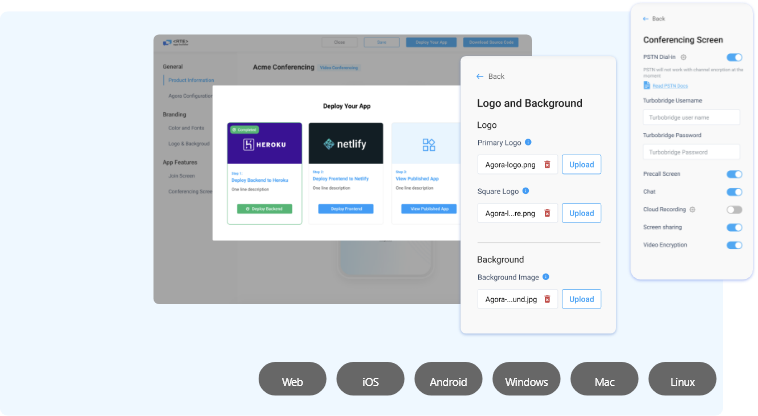 Close
Save
Deploy Your App
Download Source Code
General
Product Information
Agora Configuration
Branding
Color and Fonts
Logo & Background
App Features
Join Screen
Conferencing Screen
Acme Conferencing
Video Conferencing
Deploy Your App
Completed
HEROKU
Step 1
Deploy Backend to Heroku
One line description
Deploy Backend
netlify
Step 2
Deploy Frontend to Netlify
One line description
Deploy Frontend
View Published App
One line description
View Published App
Back
Logo and Background
Logo
Primary Logo
Agora-logo.png
Upload
Square Logo
Agora-l...re.png
Upload
Background
Background Image
Agora-...und.jpg
Upload
Back
Conferencing Screen
PSTN Dial-In
PSTN will not work with channel encryption at the
moment
Read PSTN Docs
Turbobridge Username
Turbobridge user name
Turbobridge Password
Turbobridge Password
Precall Screen
Chat
Cloud Recording
Screen sharing
Video Encryption
Web
iOS
Android
Windows
Mac
Linux